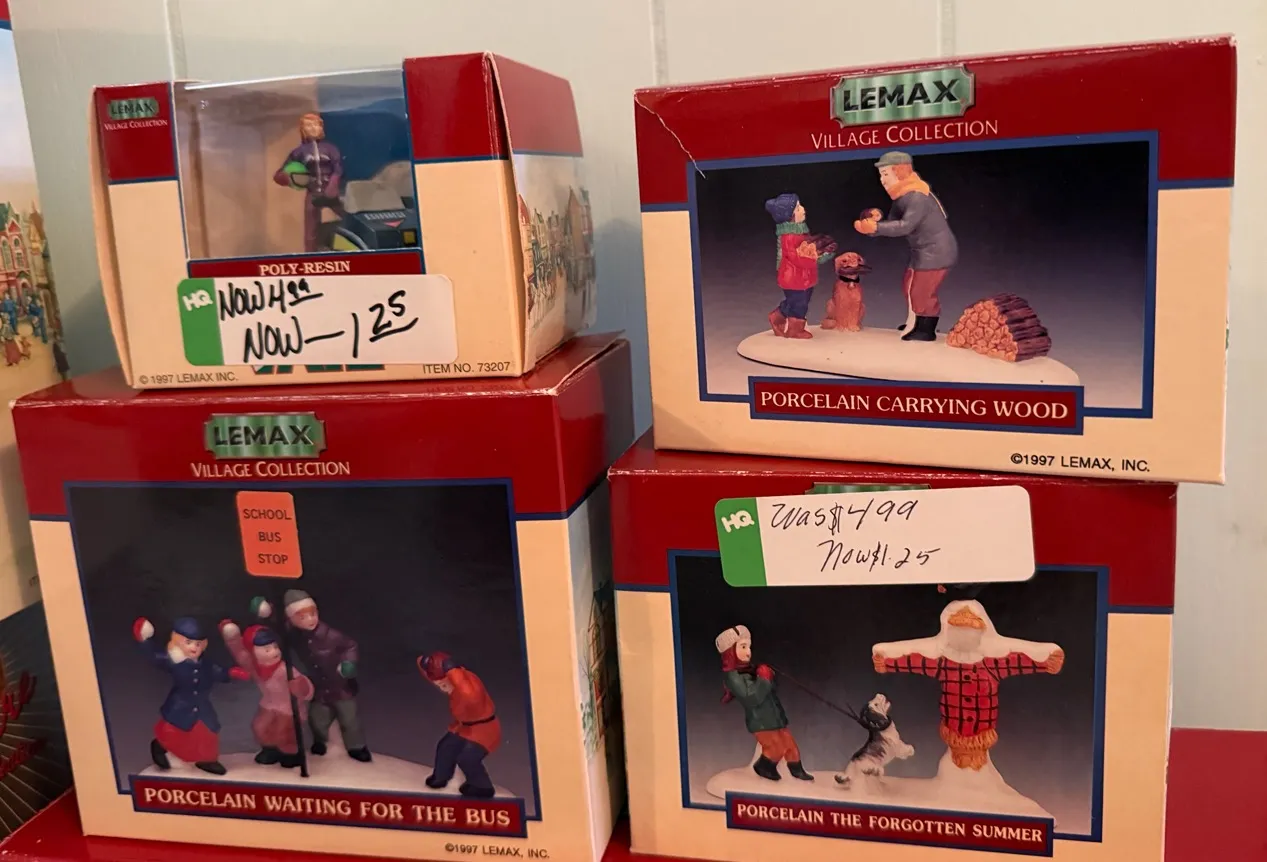 LEMAX
VILLAGE COLLECTION
POLY-RESIN
HQ
NOW 4 99
NOW—1 25
© 1997 LEMAX INC.
ITEM NO. 73207
LEMAX
VILLAGE COLLECTION
PORCELAIN CARRYING WOOD
©1997 LEMAX, INC.
LEMAX
VILLAGE COLLECTION
SCHOOL
BUS
STOP
PORCELAIN WAITING FOR THE BUS
©1997 LEMAX, INC.
HQ
Was $4 99
Now $1.25
PORCELAIN THE FORGOTTEN SUMMER